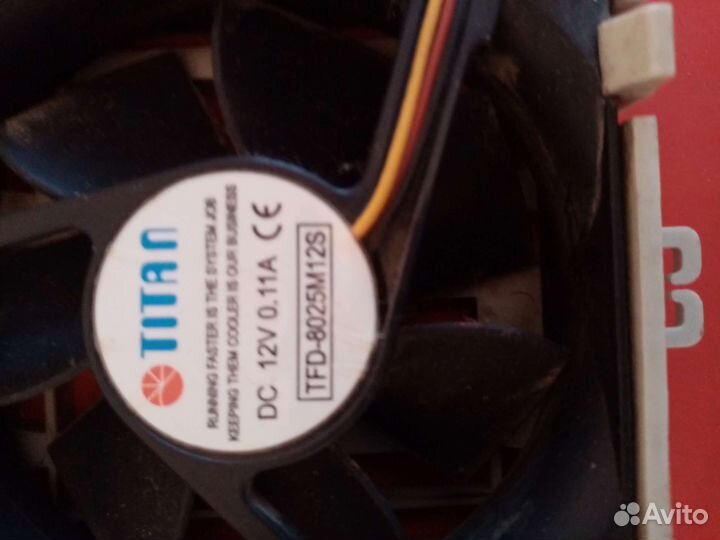 TITAN
RUNNING FASTER IS THE SYSTEM JOB
KEEPING THEM COOLER IS OUR BUSINESS
DC 12V 0.11A CE
TFD-8025M12S
Avito